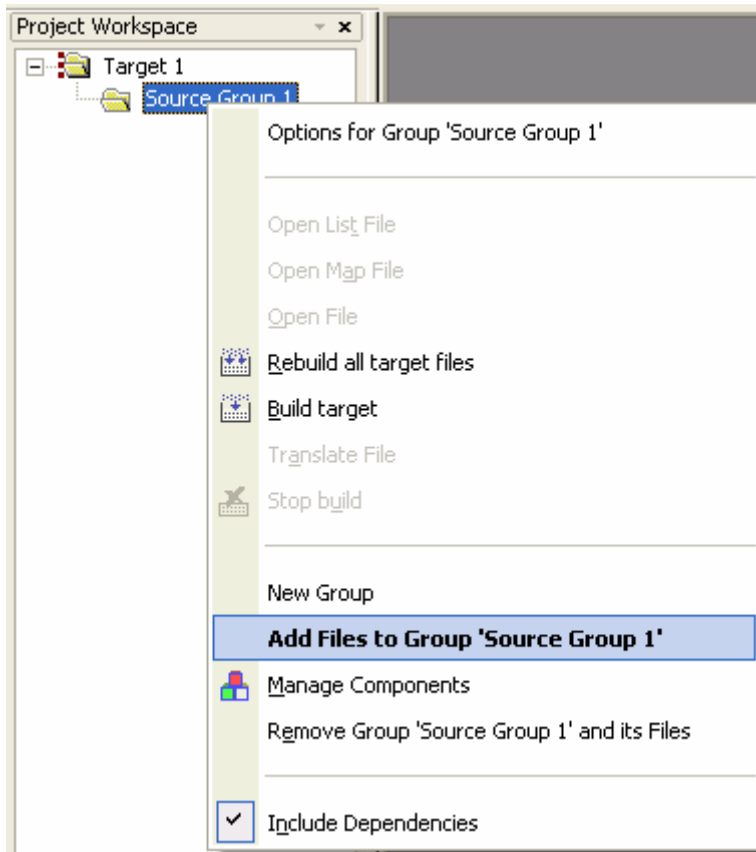 Project Workspace
Target 1
Source Group 1
Options for Group 'Source Group 1'
Open List File
Open Map File
Open File
Rebuild all target files
Build target
Translate File
Stop build
New Group
Add Files to Group 'Source Group 1'
Manage Components
Remove Group 'Source Group 1' and its Files
Include Dependencies